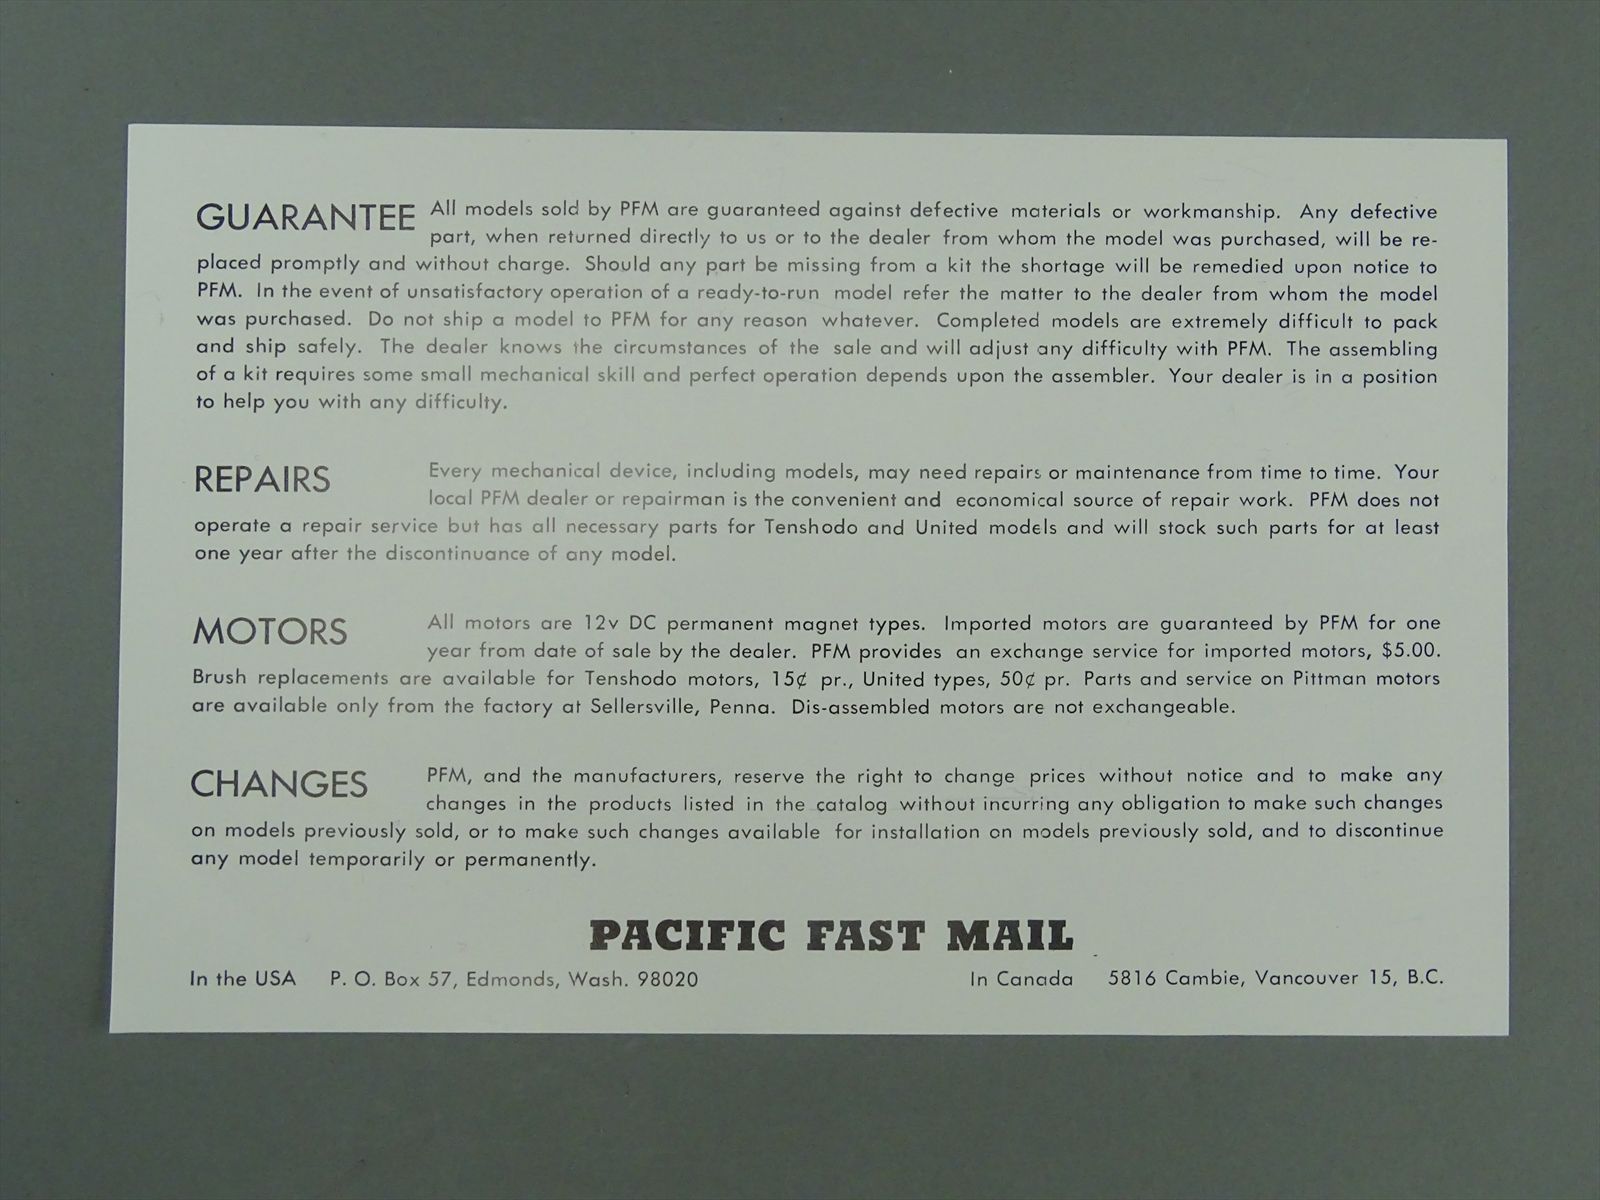 GUARANTEE All models sold by PFM are guaranteed against defective materials or workmanship. Any defective
part, when returned directly to us or to the dealer from whom the model was purchased, will be re-
placed promptly and without charge. Should any part be missing from a kit the shortage will be remedied upon notice to
PFM. In the event of unsatisfactory operation of a ready-to-run model refer the matter to the dealer from whom the model
was purchased. Do not ship a model to PFM for any reason whatever. Completed models are extremely difficult to pack
and ship safely. The dealer knows the circumstances of the sale and will adjust any difficulty with PFM. The assembling
of a kit requires some small mechanical skill and perfect operation depends upon the assembler. Your dealer is in a position
to help you with any difficulty.
REPAIRS Every mechanical device, including models, may need repairs or maintenance from time to time. Your
local PFM dealer or repairman is the convenient and economical source of repair work. PFM does not
operate a repair service but has all necessary parts for Tenshodo and United models and will stock such parts for at least
one year after the discontinuance of any model.
MOTORS All motors are 12v DC permanent magnet types. Imported motors are guaranteed by PFM for one
year from date of sale by the dealer. PFM provides an exchange service for imported motors, $5.00.
Brush replacements are available for Tenshodo motors, 15¢ pr., United types, 50¢ pr. Parts and service on Pittman motors
are available only from the factory at Sellersville, Penna. Dis-assembled motors are not exchangeable.
CHANGES PFM, and the manufacturers, reserve the right to change prices without notice and to make any
changes in the products listed in the catalog without incurring any obligation to make such changes
on models previously sold, or to make such changes available for installation on models previously sold, and to discontinue
any model temporarily or permanently.
PACIFIC FAST MAIL
In the USA P. O. Box 57, Edmonds, Wash. 98020 In Canada 5816 Cambie, Vancouver 15, B.C.